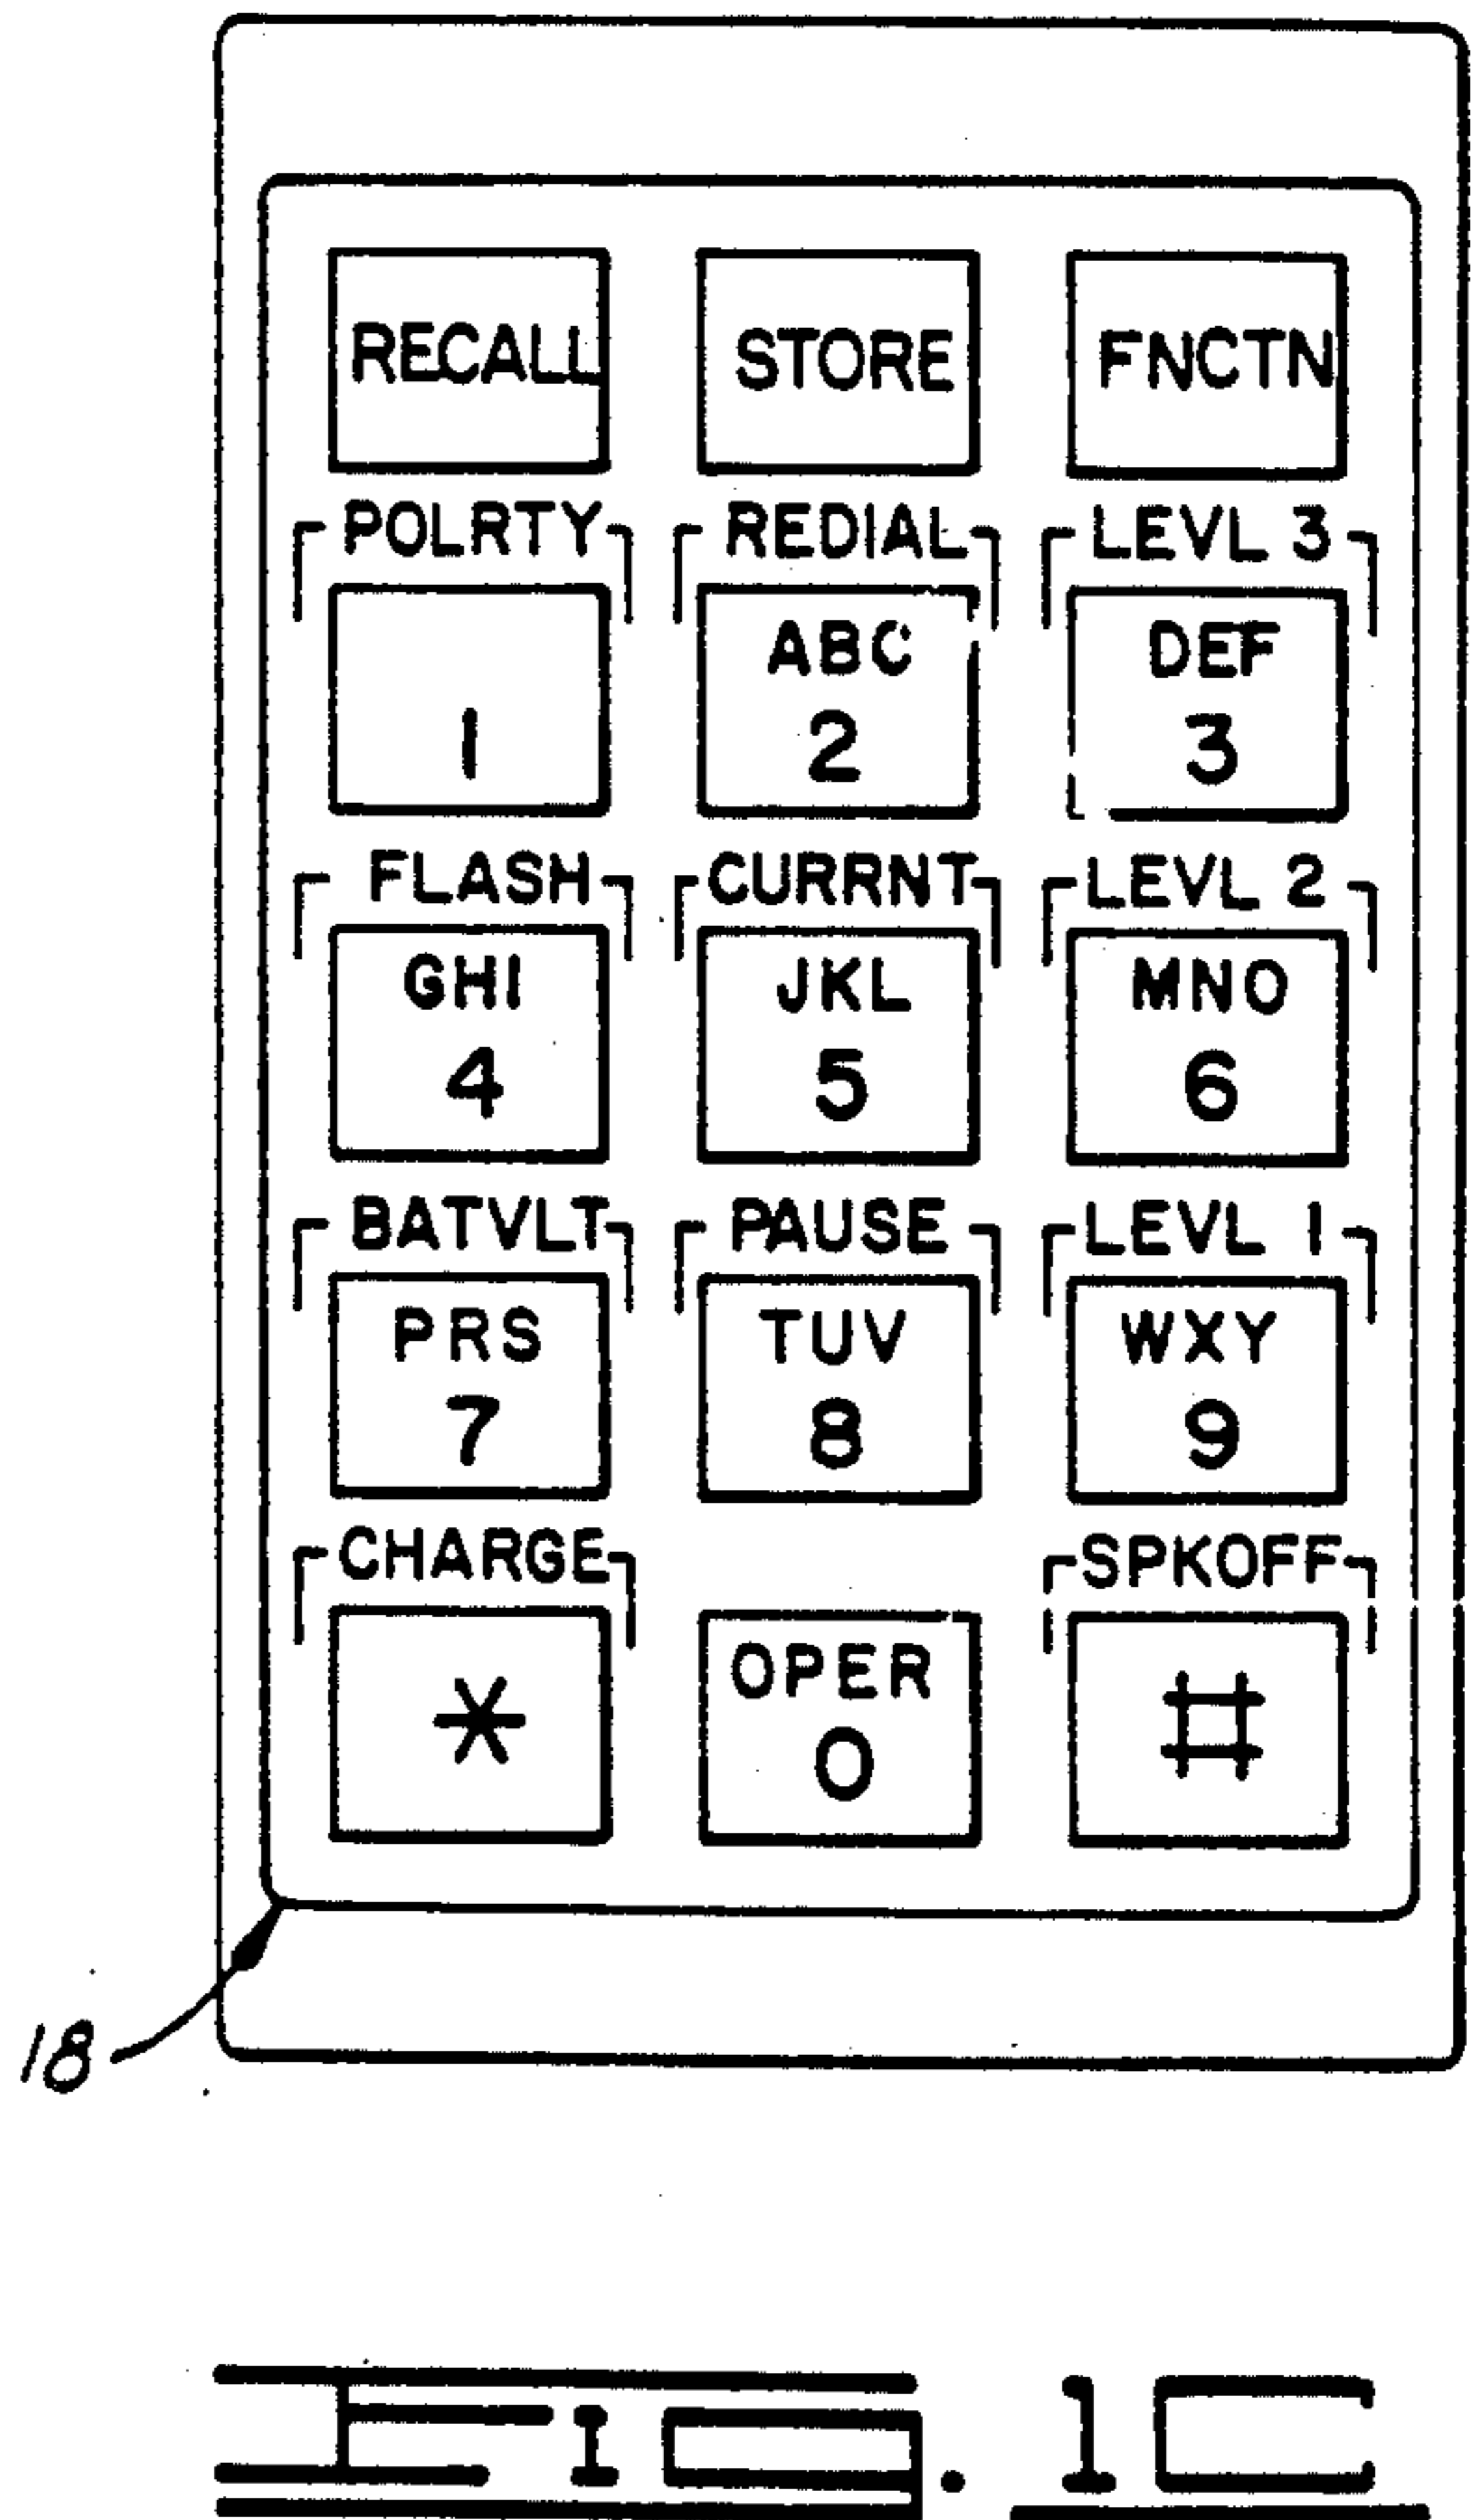 RECALL STORE FNCTN
POLRTY REDIAL LEVL 3
ABC DEF
1 2 3
FLASH CURRNT LEVL 2
GHI JKL MNO
4 5 6
BATVLT PAUSE LEVL 1
PRS TUV WXY
7 8 9
CHARGE SPKOFF
OPER
* 0 #
18
FIG. 1C